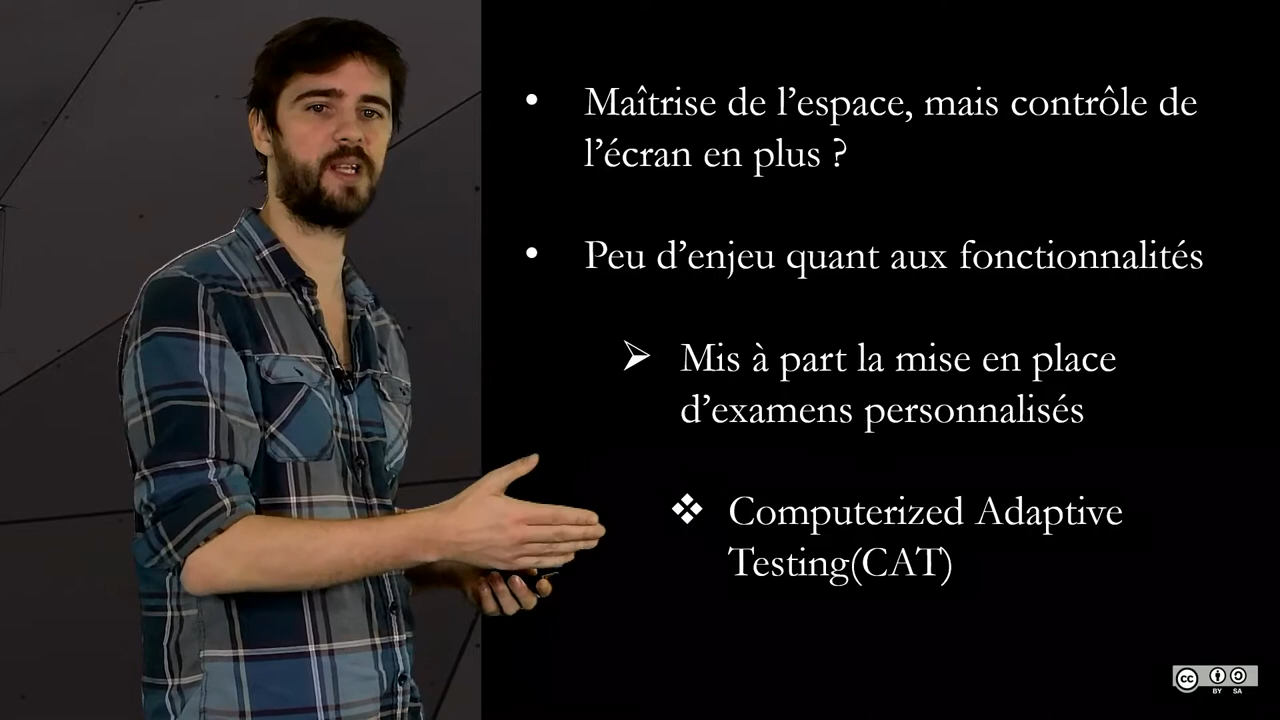 • Maîtrise de l’espace, mais contrôle de
l’écran en plus ?
• Peu d’enjeu quant aux fonctionnalités
➢ Mis à part la mise en place
d’examens personnalisés
❖ Computerized Adaptive
Testing(CAT)
cc
BY SA